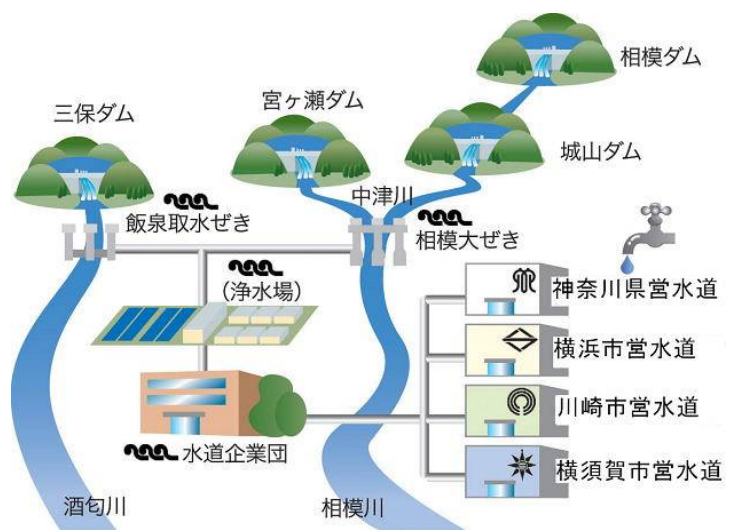 相模ダム
宮ヶ瀬ダム
三保ダム
城山ダム
中津川
飯泉取水ぜき
相模大ぜき
(浄水場)
神奈川県営水道
横浜市営水道
川崎市営水道
水道企業団
横須賀市営水道
酒匂川
相模川